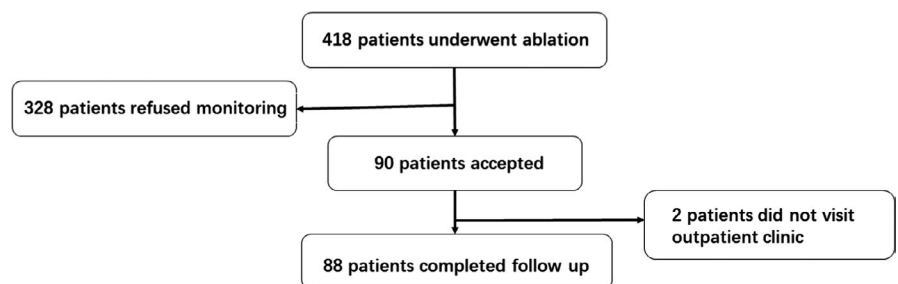 418 patients underwent ablation
328 patients refused monitoring
90 patients accepted
2 patients did not visit
outpatient clinic
88 patients completed follow up